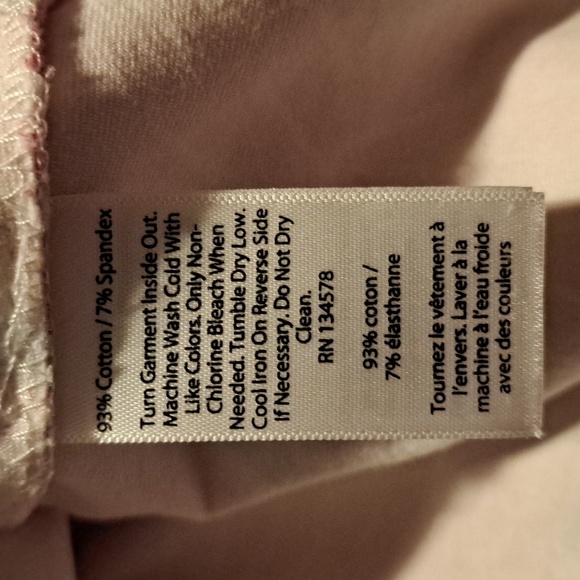 93% Cotton / 7% Spandex
Turn Garment Inside Out.
Machine Wash Cold With
Like Colors. Only Non-
Chlorine Bleach When
Needed. Tumble Dry Low.
Cool Iron On Reverse Side
If Necessary. Do Not Dry
Clean.
RN 134578
93% coton /
7% élasthanne
Tournez le vêtement à
l'envers. Laver à la
machine à l'eau froide
avec des couleurs